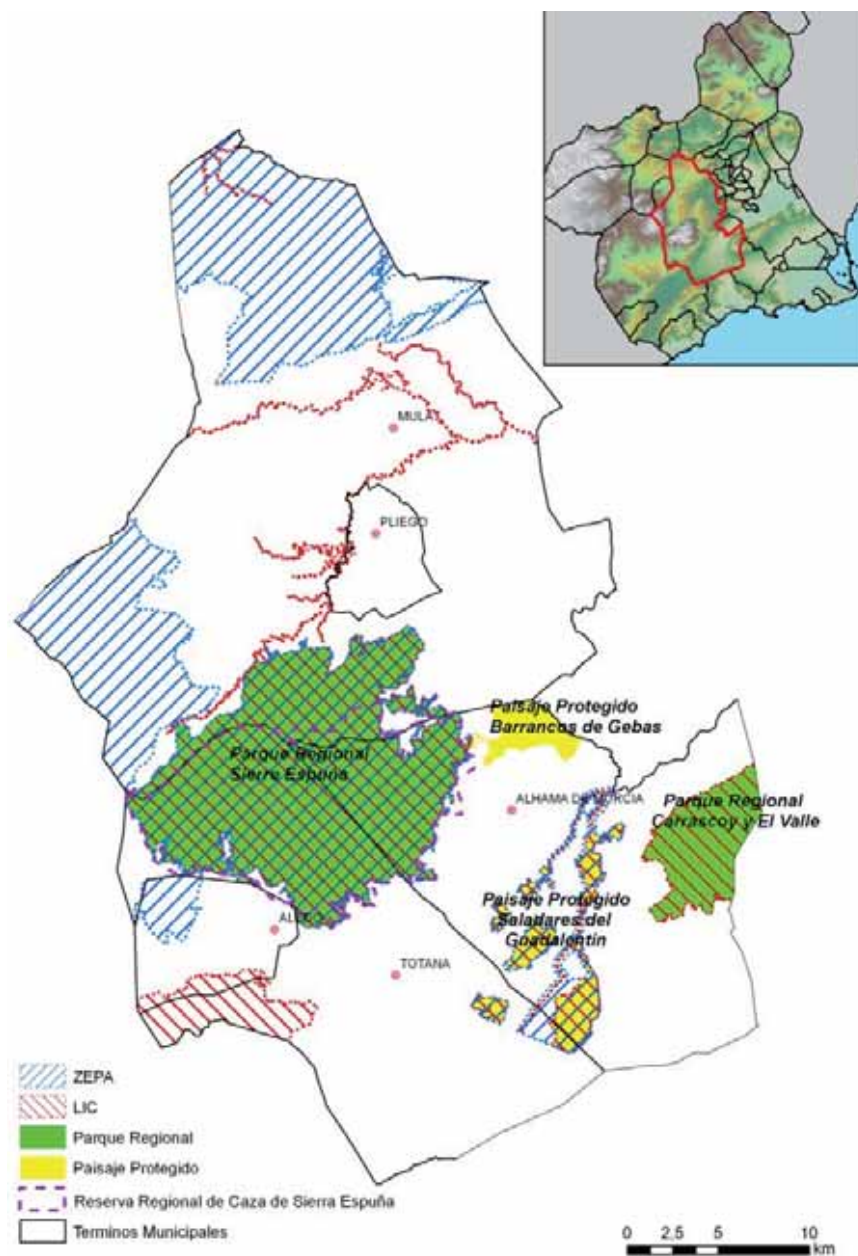 MULA
PLIEGO
Paisaje Protegido
Barrancos de Gebas
Parque Regional
Sierra Espuña
ALHAMA DE MURCIA
Parque Regional
Carrascoy y El Valle
Paisaje Protegido
Saladares del
Guadalentín
ALEDO
TOTANA
ZEPA
LIC
Parque Regional
Paisaje Protegido
Reserva Regional de Caza de Sierra Espuña
Terminos Municipales
0 2,5 5 10
km